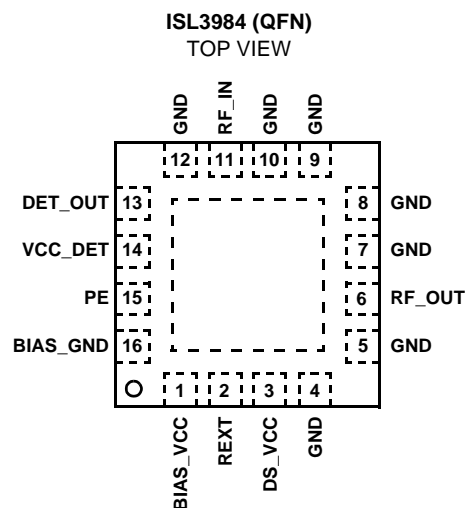 ISL3984 (QFN)
TOP VIEW
GND
RF_IN
GND
GND
12
11
10
9
DET_OUT 13
8 GND
VCC_DET 14
7 GND
PE 15
6 RF_OUT
BIAS_GND 16
5 GND
1
2
3
4
BIAS_VCC
REXT
DS_VCC
GND